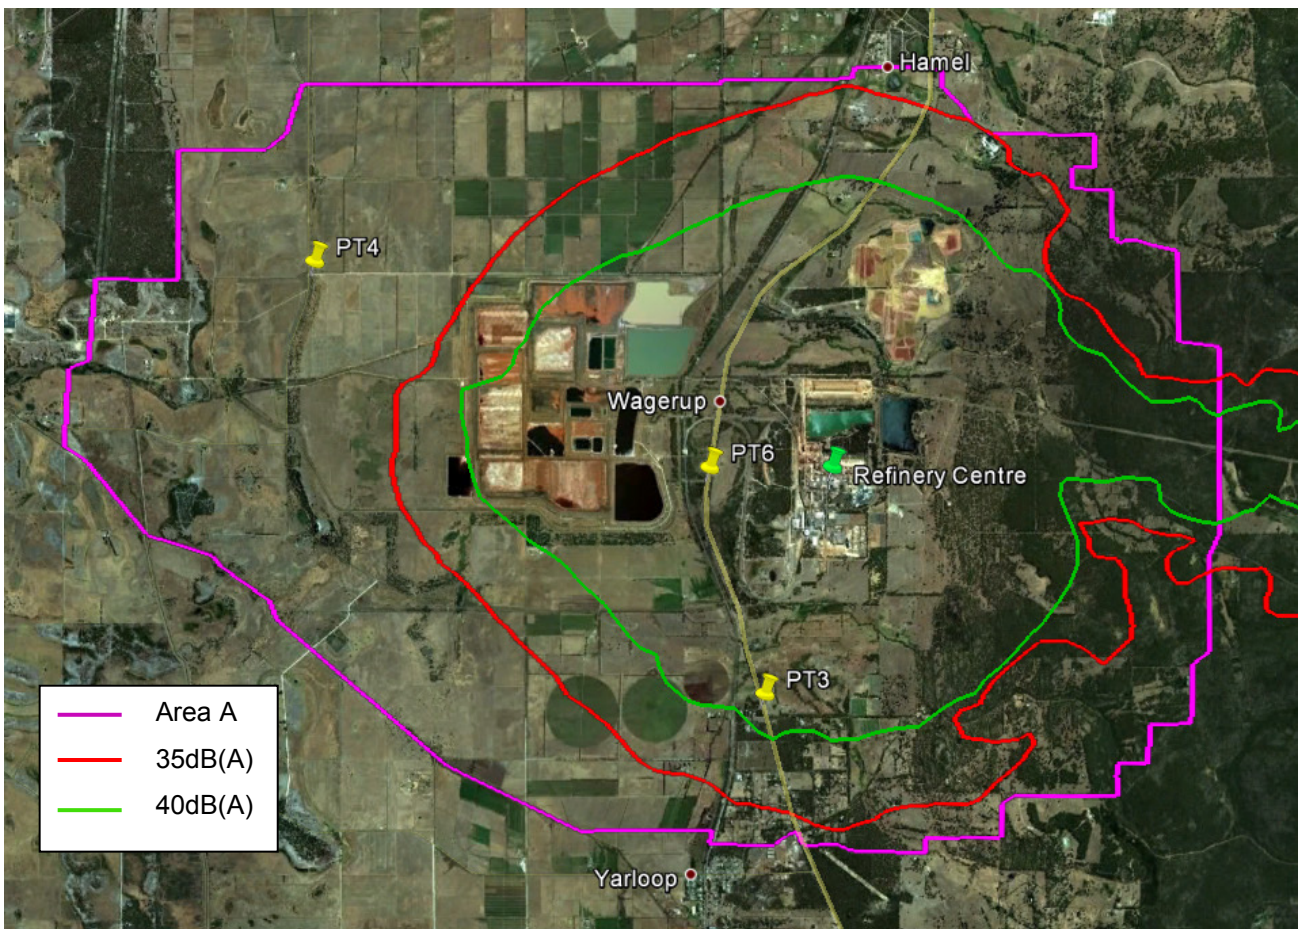 Hamel
PT4
Wagerup
PT6
Refinery Centre
PT3
Area A
35dB(A)
40dB(A)
Yarloop